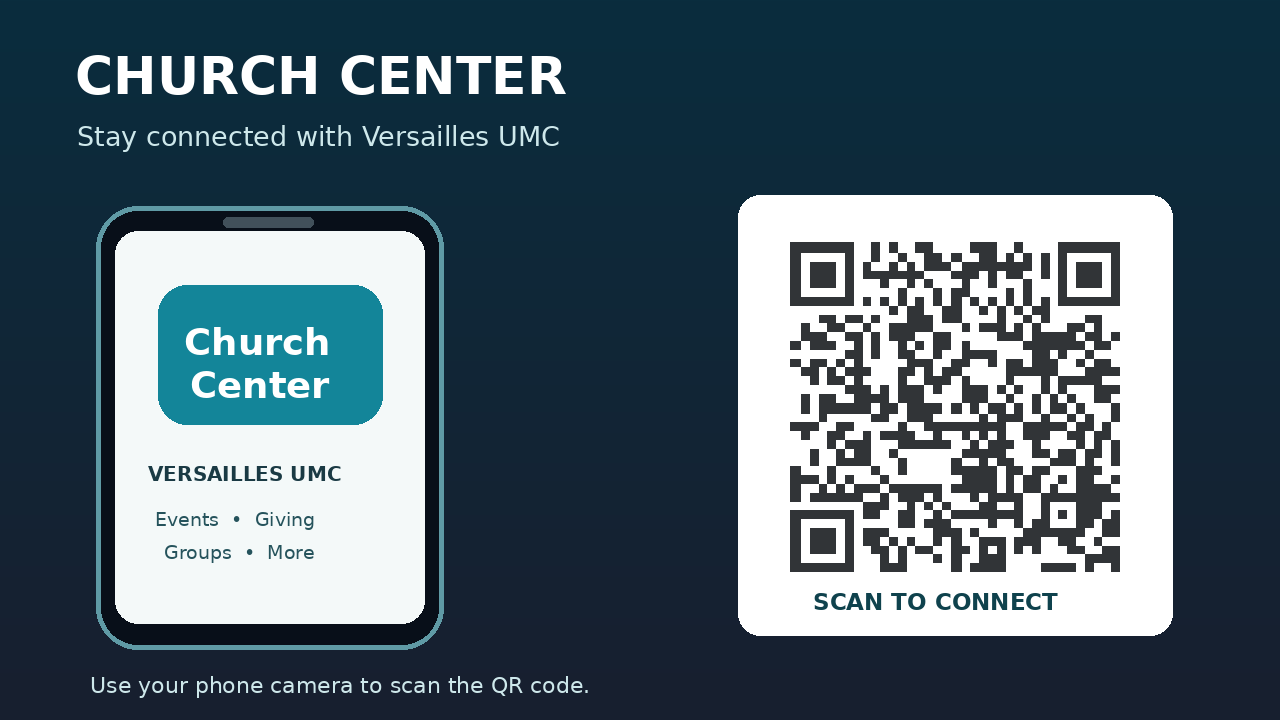 CHURCH CENTER
Stay connected with Versailles UMC
Church
Center
VERSAILLES UMC
Events • Giving
Groups • More
SCAN TO CONNECT
Use your phone camera to scan the QR code.